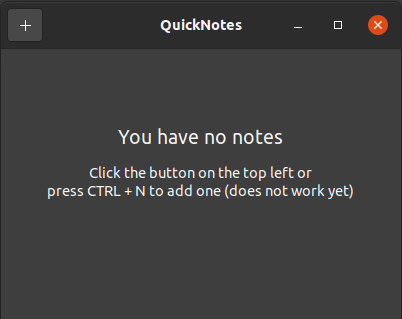 QuickNotes
You have no notes
Click the button on the top left or
press CTRL + N to add one (does not work yet)